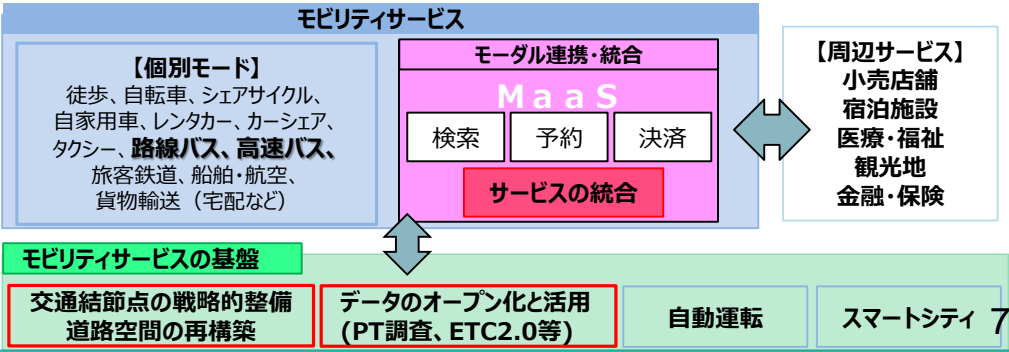 モビリティサービス
【個別モード】
徒歩、自転車、シェアサイクル、
自家用車、レンタカー、カーシェア、
タクシー、路線バス、高速バス、
旅客鉄道、船舶・航空、
貨物輸送（宅配など）
モーダル連携・統合
MaaS
検索
予約
決済
サービスの統合
【周辺サービス】
小売店舗
宿泊施設
医療・福祉
観光地
金融・保険
モビリティサービスの基盤
交通結節点の戦略的整備
道路空間の再構築
データのオープン化と活用
(PT調査、ETC2.0等)
自動運転
スマートシティ
7